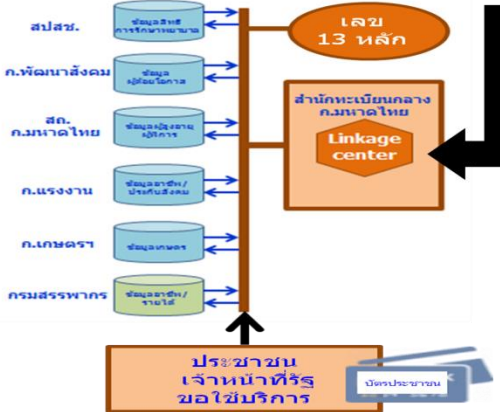 สปสช.
ข้อมูลสิทธิ
การรักษาพยาบาล
เลข
13 หลัก
ก.พัฒนาสังคม
ข้อมูล
ผู้ด้อยโอกาส
สำนักทะเบียนกลาง
ก.มหาดไทย
Linkage
center
สถ.
ก.มหาดไทย
ข้อมูลผู้สูงอายุ
ผู้พิการ
ก.แรงงาน
ข้อมูลอาชีพ/
ประกันสังคม
ก.เกษตรฯ
ข้อมูลเกษตร
กรมสรรพากร
ข้อมูลอาชีพ/
รายได้
ประชาชน
เจ้าหน้าที่รัฐ
ขอใช้บริการ
บัตรประชาชน